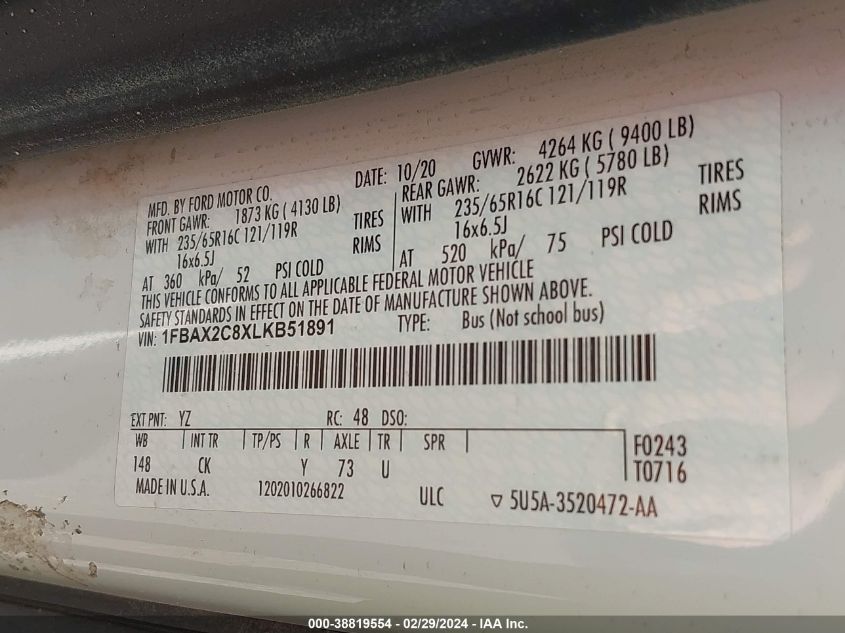 MFD. BY FORD MOTOR CO. DATE: 10/20 GVWR: 4264 KG ( 9400 LB)
FRONT GAWR: 1873 KG ( 4130 LB) REAR GAWR: 2622 KG ( 5780 LB)
WITH 235/65R16C 121/119R TIRES WITH 235/65R16C 121/119R TIRES
16x6.5J RIMS 16x6.5J RIMS
AT 360 kPa/ 52 PSI COLD AT 520 kPa/ 75 PSI COLD
THIS VEHICLE CONFORMS TO ALL APPLICABLE FEDERAL MOTOR VEHICLE
SAFETY STANDARDS IN EFFECT ON THE DATE OF MANUFACTURE SHOWN ABOVE.
VIN: 1FBAX2C8XLKB51891 TYPE: Bus (Not school bus)
EXT PNT: YZ RC: 48 DSO:
WB INT TR TP/PS R AXLE TR SPR F0243
148 CK Y 73 U T0716
MADE IN U.S.A. 1202010266822 ULC ▽ 5U5A-3520472-AA
000-38819554 - 02/29/2024 - IAA Inc.